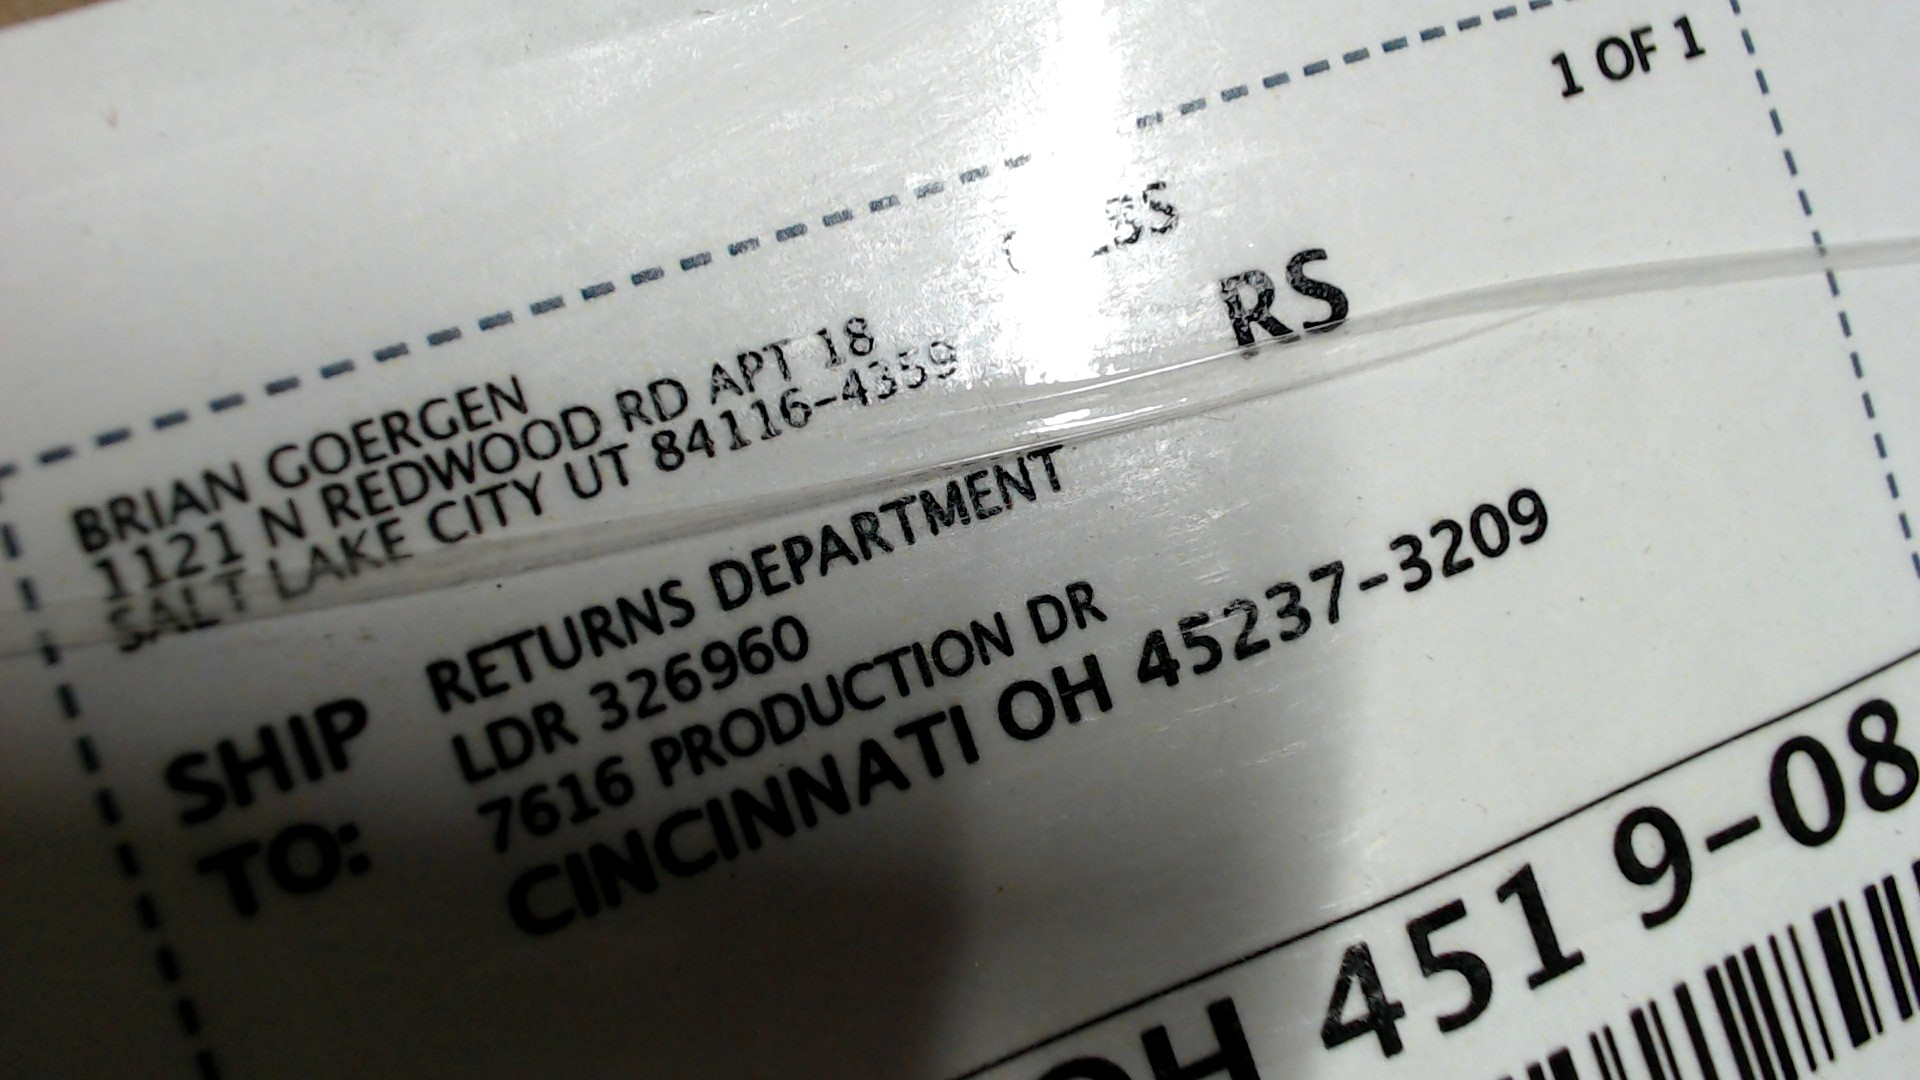 1 OF 1
RS
BRIAN GOERGEN
1121 N REDWOOD RD APT 18
SALT LAKE CITY UT 84116-4359
SHIP TO:
RETURNS DEPARTMENT
LDR 326960
7616 PRODUCTION DR
CINCINNATI OH 45237-3209
OH 451 9-08